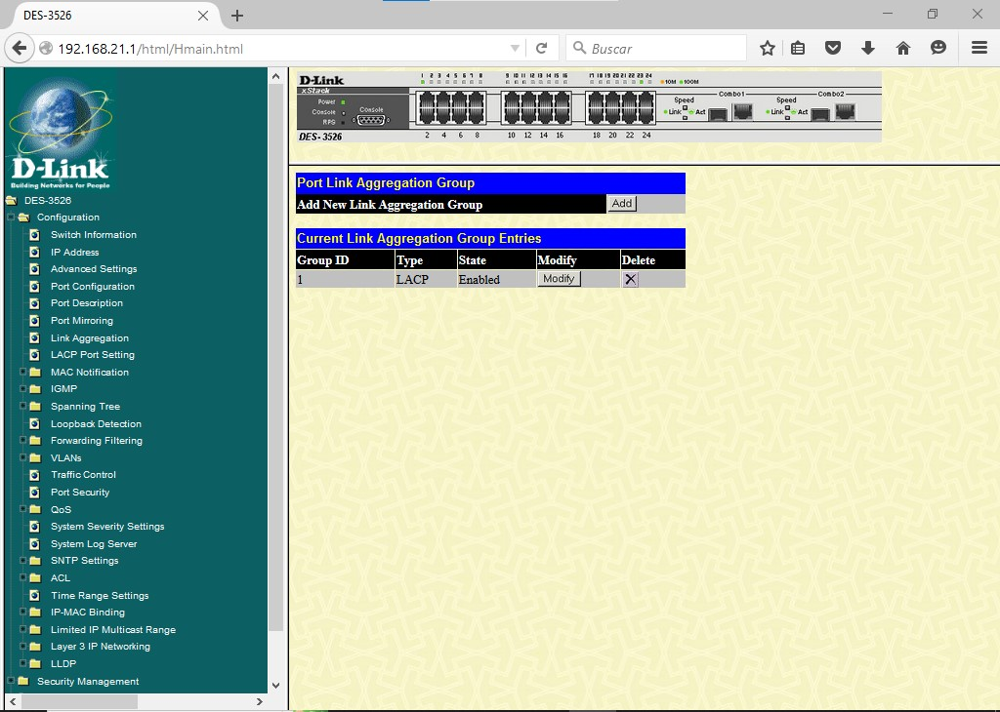 DES-3526
192.168.21.1/html/Hmain.html
Buscar
D-Link
Building Networks for People
DES-3526
Configuration
Switch Information
IP Address
Advanced Settings
Port Configuration
Port Description
Port Mirroring
Link Aggregation
LACP Port Setting
MAC Notification
IGMP
Spanning Tree
Loopback Detection
Forwarding Filtering
VLANs
Traffic Control
Port Security
QoS
System Severity Settings
System Log Server
SNTP Settings
ACL
Time Range Settings
IP-MAC Binding
Limited IP Multicast Range
Layer 3 IP Networking
LLDP
Security Management
D-Link
xStack
Power
Console
RPS
Console
DES-3526
1 2 3 4 5 6 7 8 9 10 11 12 13 14 15 16 17 18 19 20 21 22 23 24
10M 100M
Combo1 Combo2
Speed Speed
Link Act Link Act
2 4 6 8 10 12 14 16 18 20 22 24
Port Link Aggregation Group
Add New Link Aggregation Group Add
Current Link Aggregation Group Entries
Group ID Type State Modify Delete
1 LACP Enabled Modify X